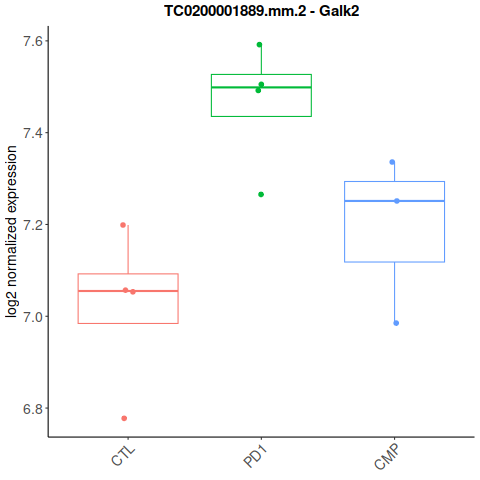 TC0200001889.mm.2 - Galk2
log2 normalized expression
7.6
7.4
7.2
7.0
6.8
CTL
PD1
CMP